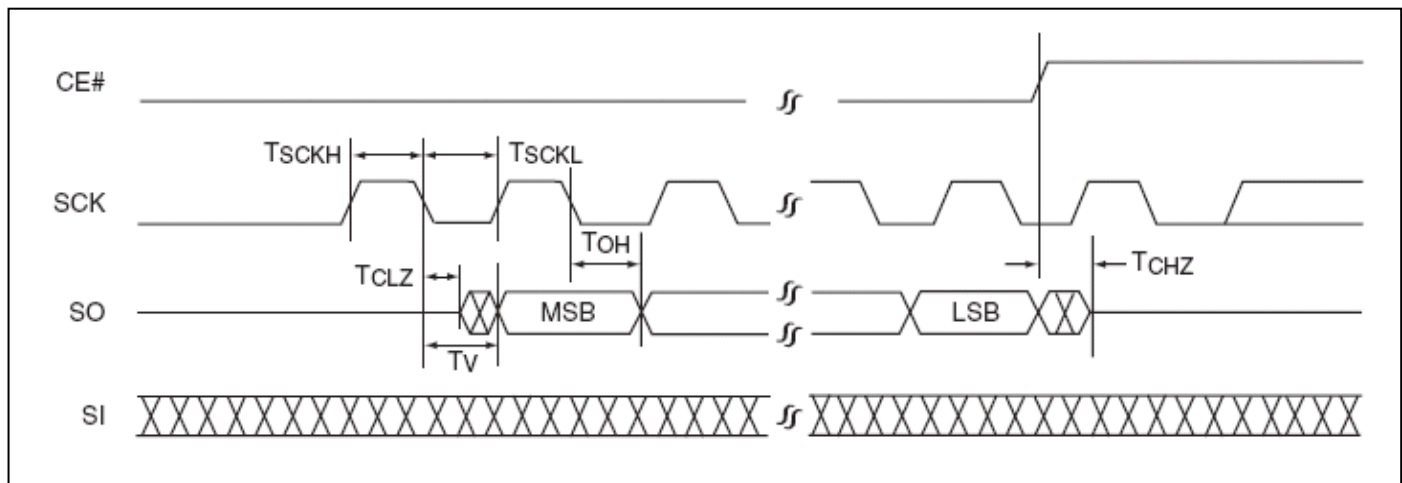 CE#
TSCKH
TSCKL
SCK
TOH
TCLZ
TCHZ
SO
MSB
LSB
TV
SI